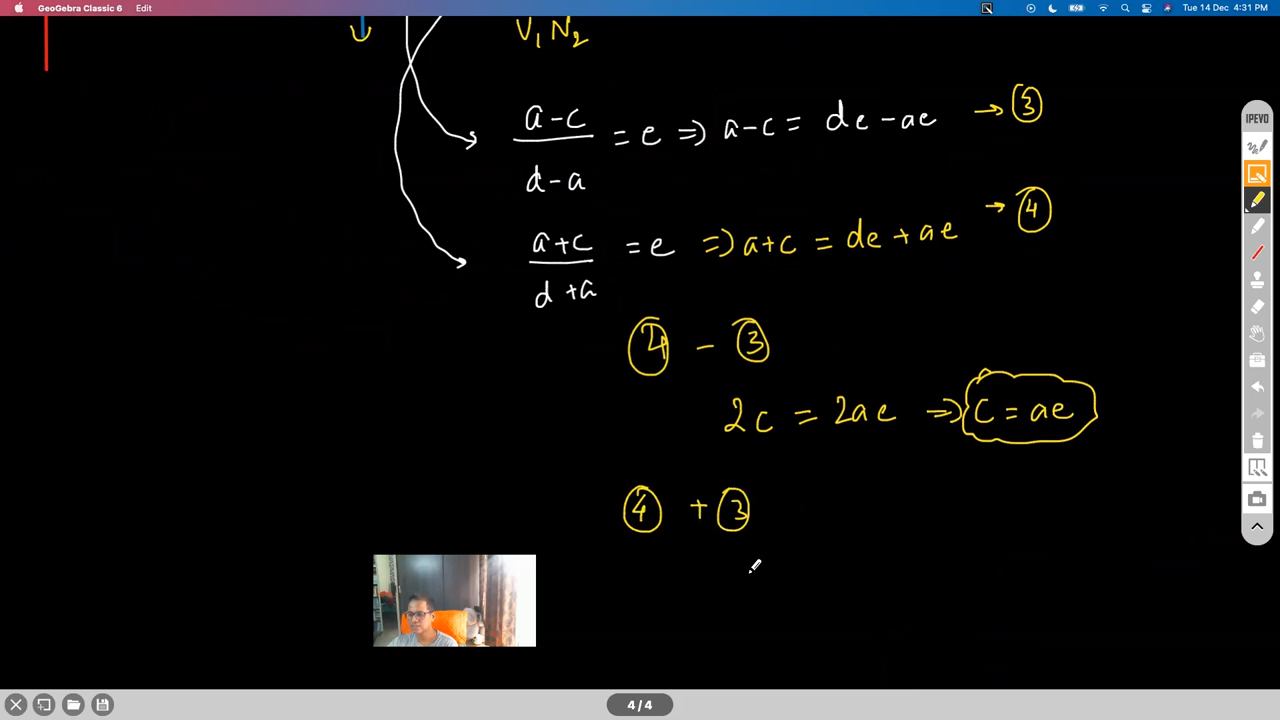 GeoGebra Classic 6 Edit Tue 14 Dec 4:31 PM
V₁N₂
IPEVO
(a-c)/(d-a) = e ⇒ a-c = de-ae → ③
(a+c)/(d+a) = e ⇒ a+c = de+ae → ④
④ - ③
2c = 2ae ⇒ c = ae
④ + ③
4 / 4